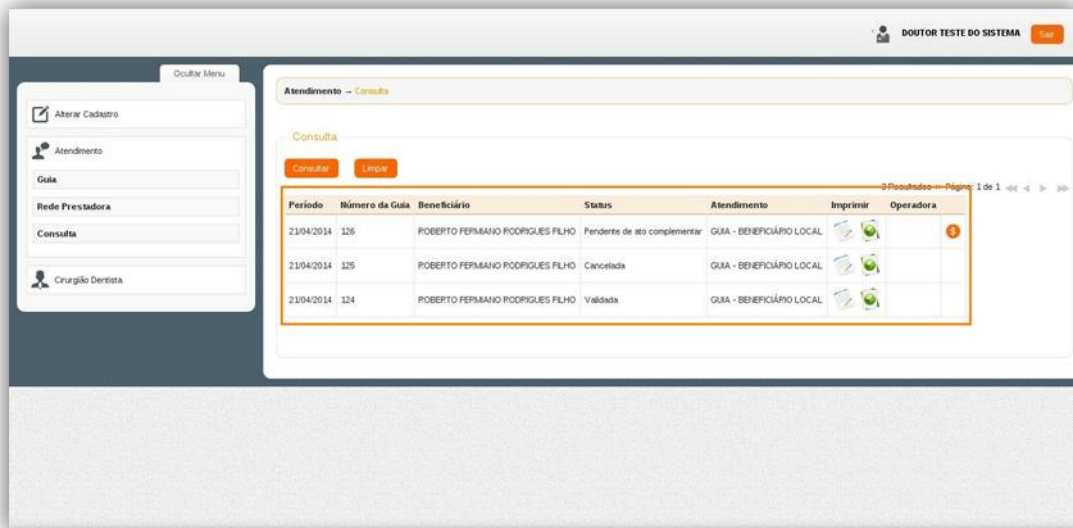 DOUTOR TESTE DO SISTEMA
Sair
Ocultar Menu
Alterar Cadastro
Atendimento
Guia
Rede Prestadora
Consulta
Cirurgião Dentista
Atendimento → Consulta
Consulta
Consultar Limpar
3 Resultados -- Página: 1 de 1
Período Número da Guia Beneficiário Status Atendimento Imprimir Operadora
21/04/2014 126 ROBERTO FERMIANO RODRIGUES FILHO Pendente de ato complementar GUIA - BENEFICIÁRIO LOCAL $
21/04/2014 125 ROBERTO FERMIANO RODRIGUES FILHO Cancelada GUIA - BENEFICIÁRIO LOCAL
21/04/2014 124 ROBERTO FERMIANO RODRIGUES FILHO Validada GUIA - BENEFICIÁRIO LOCAL